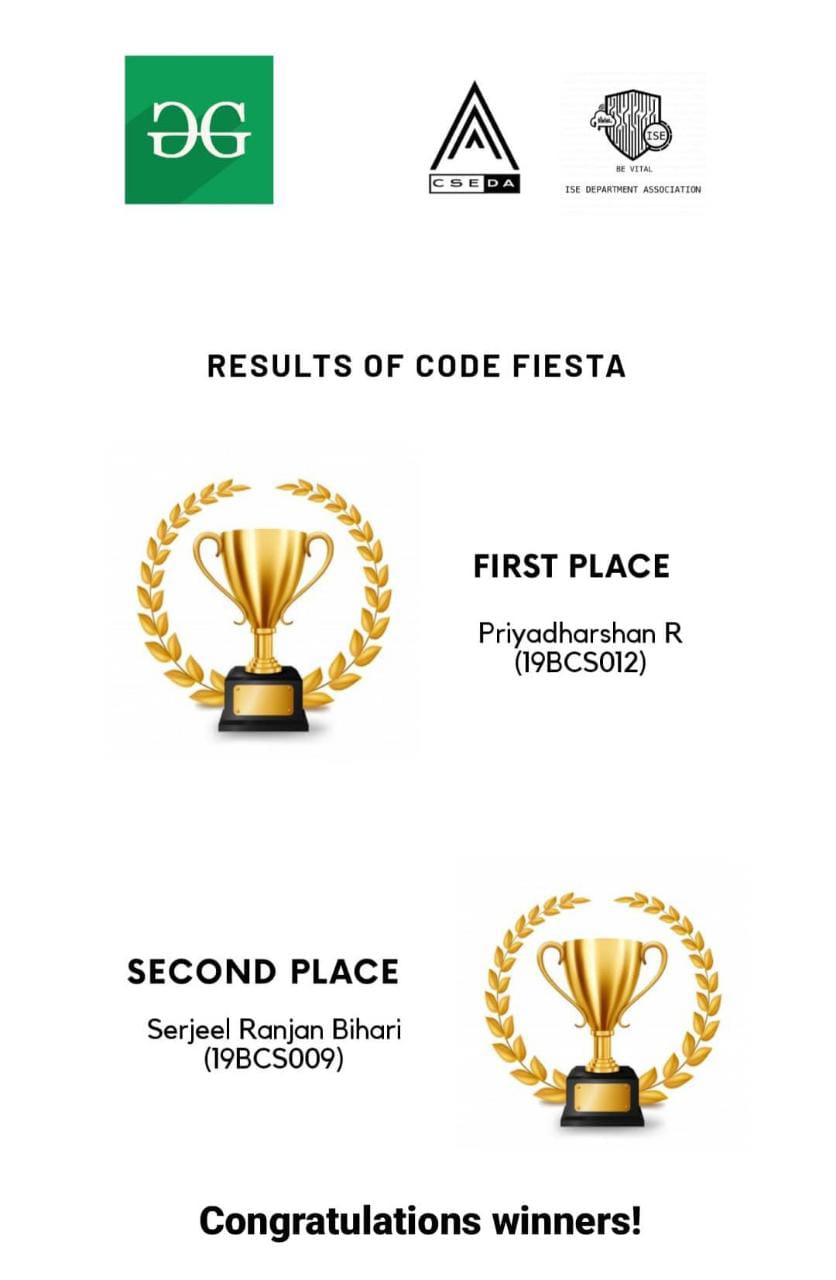 CSEDA
ISE
BE VITAL
ISE DEPARTMENT ASSOCIATION
RESULTS OF CODE FIESTA
FIRST PLACE
Priyadharshan R
(19BCS012)
SECOND PLACE
Serjeel Ranjan Bihari
(19BCS009)
Congratulations winners!